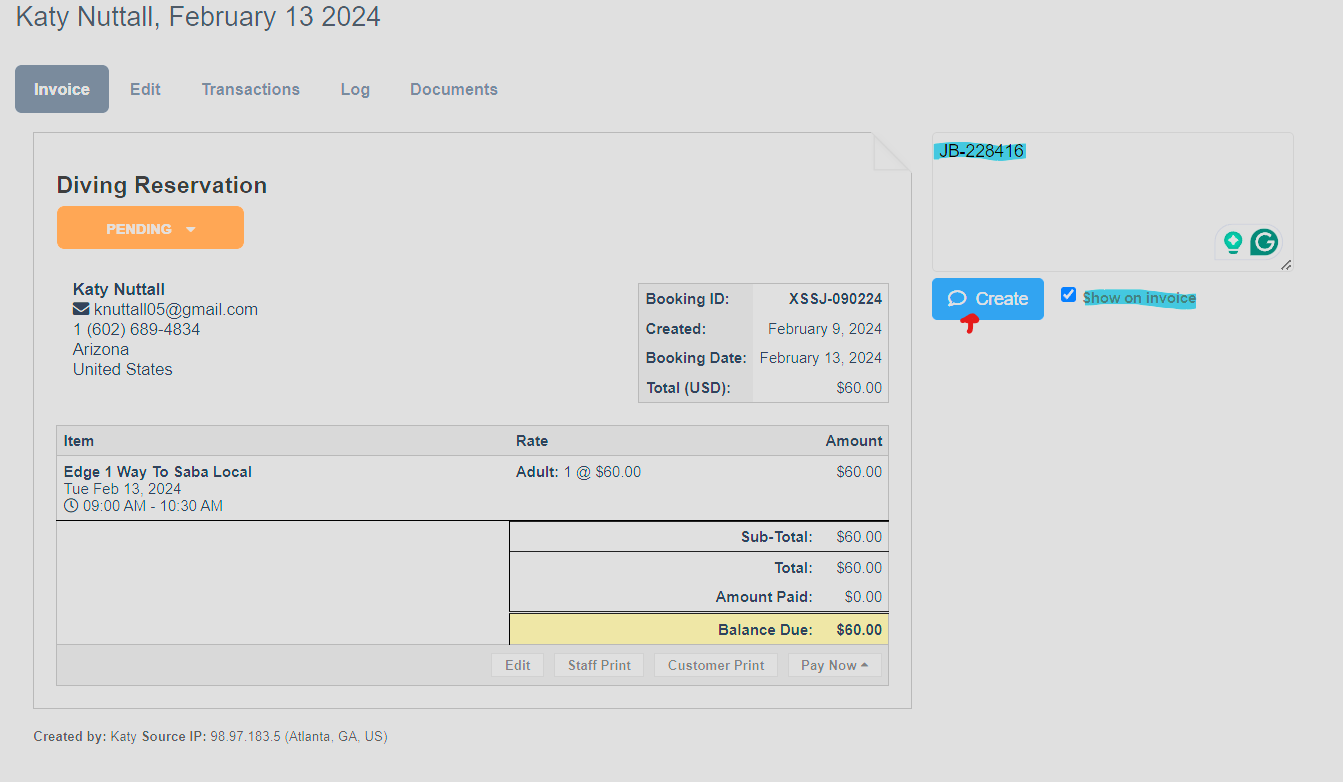 Katy Nuttall, February 13 2024
Invoice Edit Transactions Log Documents
JB-228416
Create Show on invoice
Diving Reservation
PENDING
Katy Nuttall
knuttall05@gmail.com
1 (602) 689-4834
Arizona
United States
Booking ID: XSSJ-090224
Created: February 9, 2024
Booking Date: February 13, 2024
Total (USD): $60.00
Item Rate Amount
Edge 1 Way To Saba Local Adult: 1 @ $60.00 $60.00
Tue Feb 13, 2024
09:00 AM - 10:30 AM
Sub-Total: $60.00
Total: $60.00
Amount Paid: $0.00
Balance Due: $60.00
Edit Staff Print Customer Print Pay Now
Created by: Katy Source IP: 98.97.183.5 (Atlanta, GA, US)